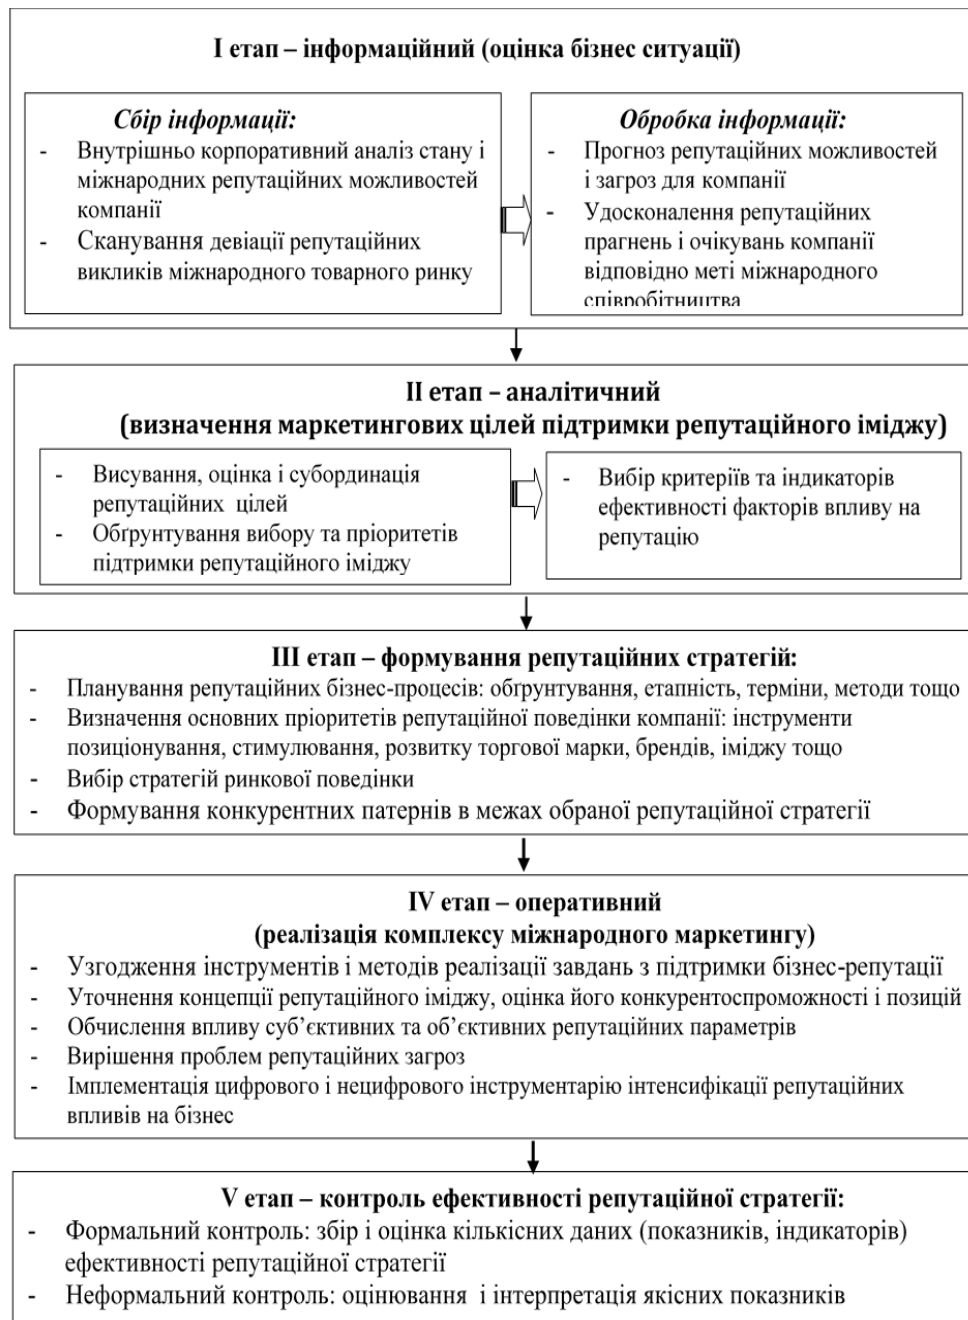 І етап – інформаційний (оцінка бізнес ситуації)
Сбір інформації:
- Внутрішньо корпоративний аналіз стану і
міжнародних репутаційних можливостей
компанії
- Сканування девіації репутаційних
викликів міжнародного товарного ринку
Обробка інформації:
- Прогноз репутаційних можливостей
і загроз для компанії
- Удосконалення репутаційних
прагнень і очікувань компанії
відповідно меті міжнародного
співробітництва
ІІ етап – аналітичний
(визначення маркетингових цілей підтримки репутаційного іміджу)
- Висування, оцінка і субординація
репутаційних цілей
- Обґрунтування вибору та пріоритетів
підтримки репутаційного іміджу
- Вибір критеріїв та індикаторів
ефективності факторів впливу на
репутацію
ІІІ етап – формування репутаційних стратегій:
- Планування репутаційних бізнес-процесів: обґрунтування, етапність, терміни, методи тощо
- Визначення основних пріоритетів репутаційної поведінки компанії: інструменти
позиціонування, стимулювання, розвитку торгової марки, брендів, іміджу тощо
- Вибір стратегій ринкової поведінки
- Формування конкурентних патернів в межах обраної репутаційної стратегії
IV етап – оперативний
(реалізація комплексу міжнародного маркетингу)
- Узгодження інструментів і методів реалізації завдань з підтримки бізнес-репутації
- Уточнення концепції репутаційного іміджу, оцінка його конкурентоспроможності і позицій
- Обчислення впливу суб’єктивних та об’єктивних репутаційних параметрів
- Вирішення проблем репутаційних загроз
- Імплементація цифрового і нецифрового інструментарію інтенсифікації репутаційних
впливів на бізнес
V етап – контроль ефективності репутаційної стратегії:
- Формальний контроль: збір і оцінка кількісних даних (показників, індикаторів)
ефективності репутаційної стратегії
- Неформальний контроль: оцінювання і інтерпретація якісних показників